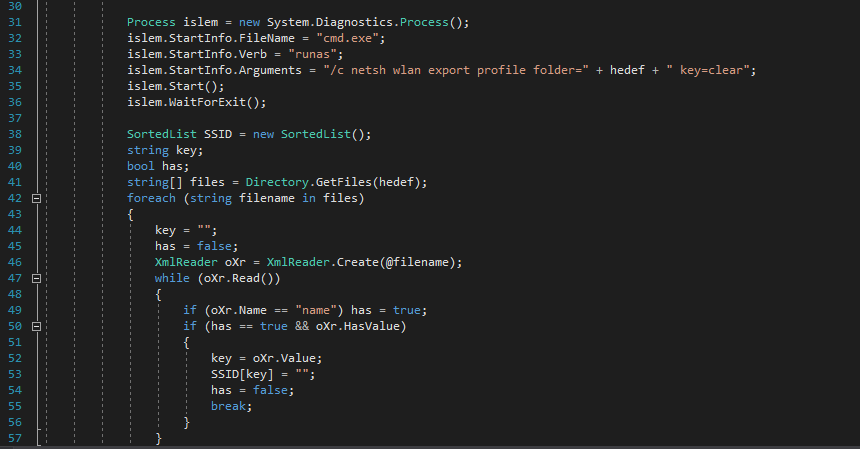 30
31 Process islem = new System.Diagnostics.Process();
32 islem.StartInfo.FileName = "cmd.exe";
33 islem.StartInfo.Verb = "runas";
34 islem.StartInfo.Arguments = "/c netsh wlan export profile folder=" + hedef + " key=clear";
35 islem.Start();
36 islem.WaitForExit();
37
38 SortedList SSID = new SortedList();
39 string key;
40 bool has;
41 string[] files = Directory.GetFiles(hedef);
42 foreach (string filename in files)
43 {
44 key = "";
45 has = false;
46 XmlReader oXr = XmlReader.Create(@filename);
47 while (oXr.Read())
48 {
49 if (oXr.Name == "name") has = true;
50 if (has == true && oXr.HasValue)
51 {
52 key = oXr.Value;
53 SSID[key] = "";
54 has = false;
55 break;
56 }
57 }